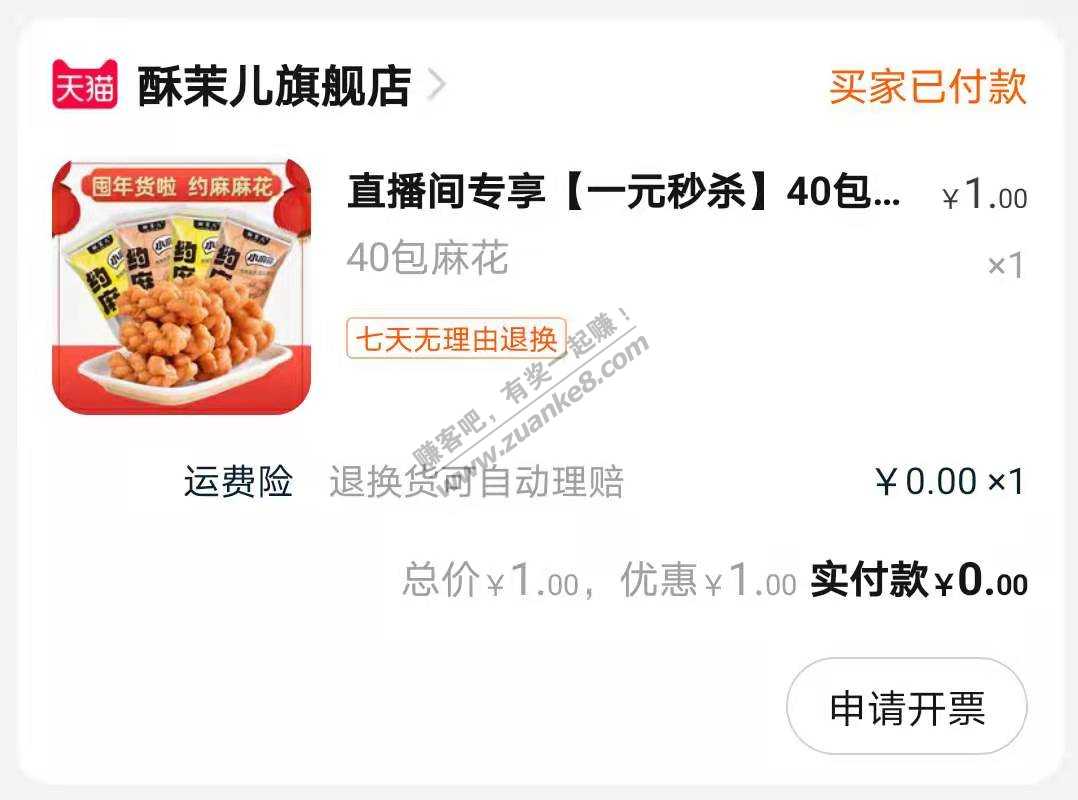 天猫 酥茉儿旗舰店 买家已付款
囤年货啦 约麻麻花
直播间专享【一元秒杀】40包... ¥1.00
40包麻花 ×1
七天无理由退换
赚客吧，有奖一起赚！
www.zuanke8.com
运费险 退换货可自动理赔 ¥0.00 ×1
总价¥1.00，优惠¥1.00 实付款¥0.00
申请开票